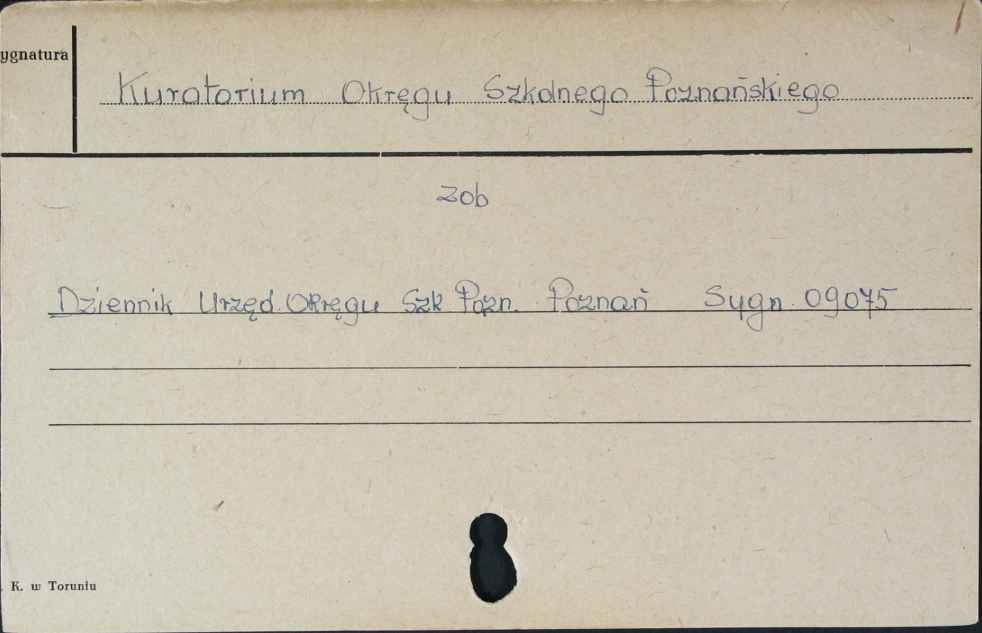 ygnatura
Kuratorium Okręgu Szkolnego Poznańskiego
zob
Dziennik Urzęd. Okręgu Szk Pozn. Poznań Sygn 09075
. K. w Toruniu